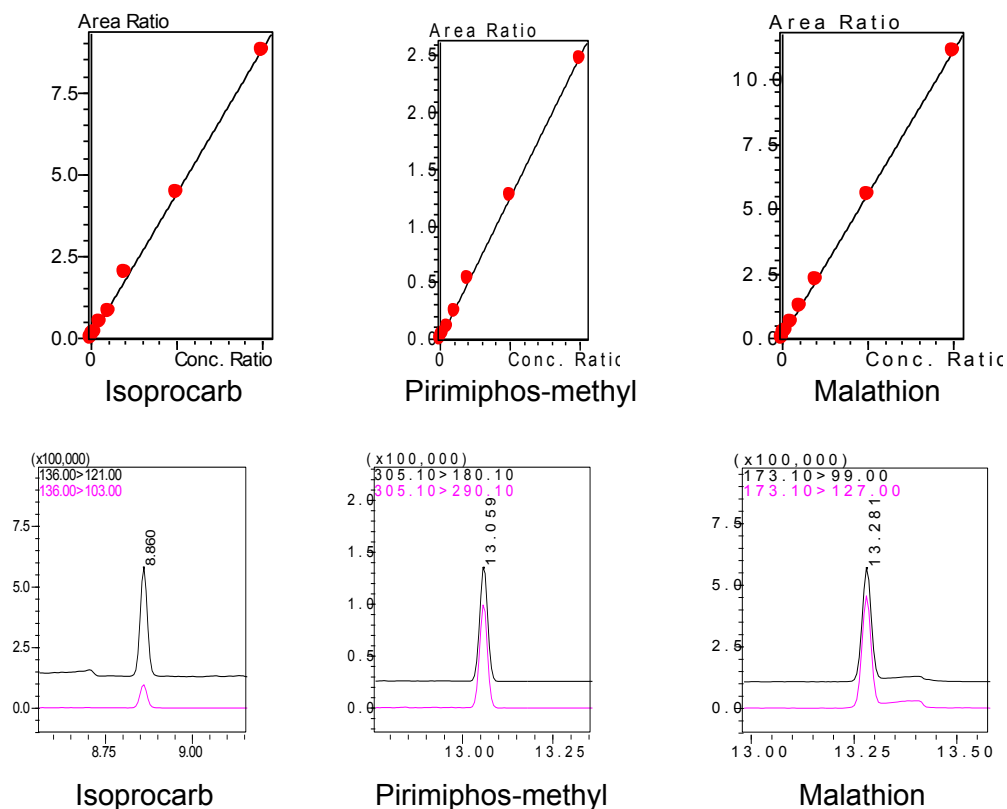 Area Ratio
7.5
5.0
2.5
0.0
0
Conc. Ratio
Isoprocarb
Area Ratio
2.5
2.0
1.5
1.0
0.5
0.0
0
Conc. Ratio
Pirimiphos-methyl
Area Ratio
10.0
7.5
5.0
2.5
0.0
0
Conc. Ratio
Malathion
(x100,000)
136.00>121.00
136.00>103.00
7.5
5.0
2.5
0.0
8.860
8.75 9.00
Isoprocarb
(x100,000)
305.10>180.10
305.10>290.10
2.0
1.5
1.0
0.5
0.0
13.059
13.00 13.25
Pirimiphos-methyl
(x100,000)
173.10>99.00
173.10>127.00
7.5
5.0
2.5
0.0
13.281
13.00 13.25 13.50
Malathion